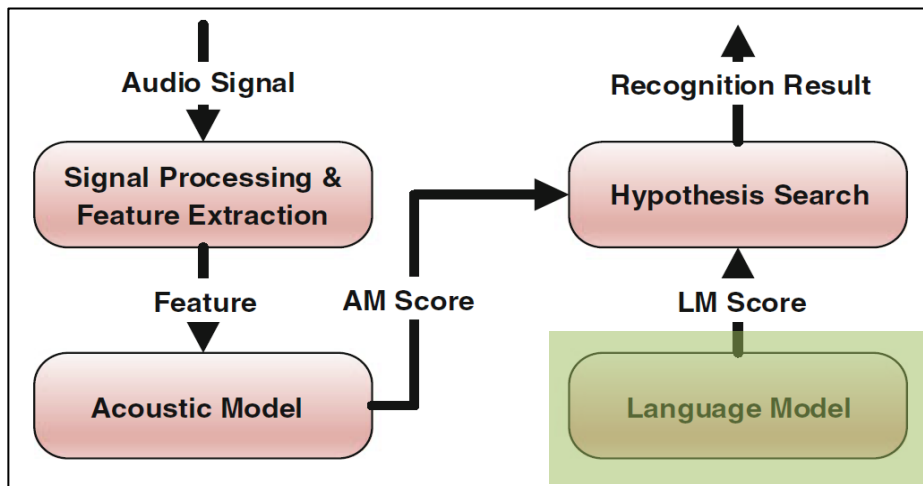 Audio Signal
Signal Processing &
Feature Extraction
Feature
Acoustic Model
AM Score
Recognition Result
Hypothesis Search
LM Score
Language Model